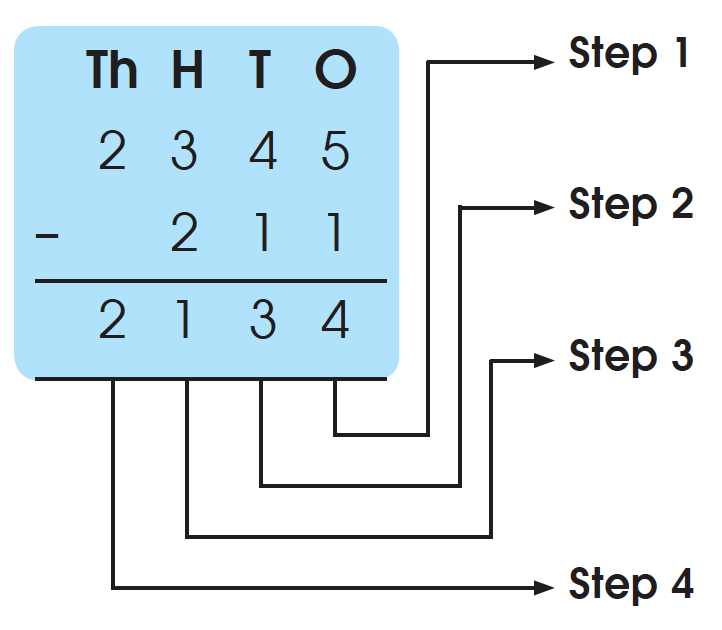 Th H T O
2 3 4 5
– 2 1 1
2 1 3 4
Step 1
Step 2
Step 3
Step 4